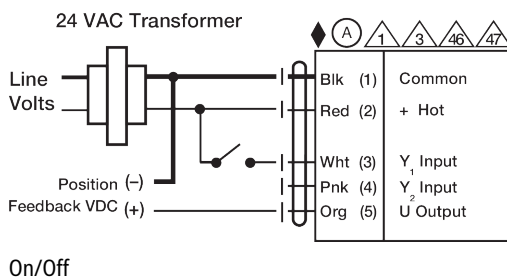 24 VAC Transformer
A 1 3 46 47
Line Volts
Blk (1) Common
Red (2) + Hot
Wht (3) Y1 Input
Position (–)
Pnk (4) Y2 Input
Feedback VDC (+)
Org (5) U Output
On/Off